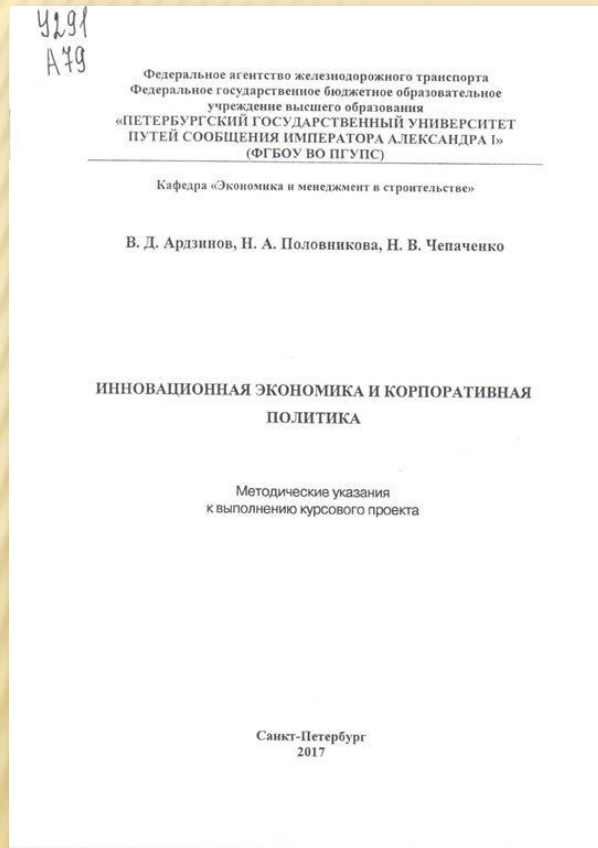 У291
А79
Федеральное агентство железнодорожного транспорта
Федеральное государственное бюджетное образовательное
учреждение высшего образования
«ПЕТЕРБУРГСКИЙ ГОСУДАРСТВЕННЫЙ УНИВЕРСИТЕТ
ПУТЕЙ СООБЩЕНИЯ ИМПЕРАТОРА АЛЕКСАНДРА I»
(ФГБОУ ВО ПГУПС)
Кафедра «Экономика и менеджмент в строительстве»
В. Д. Ардзинов, Н. А. Половникова, Н. В. Чепаченко
ИННОВАЦИОННАЯ ЭКОНОМИКА И КОРПОРАТИВНАЯ
ПОЛИТИКА
Методические указания
к выполнению курсового проекта
Санкт-Петербург
2017